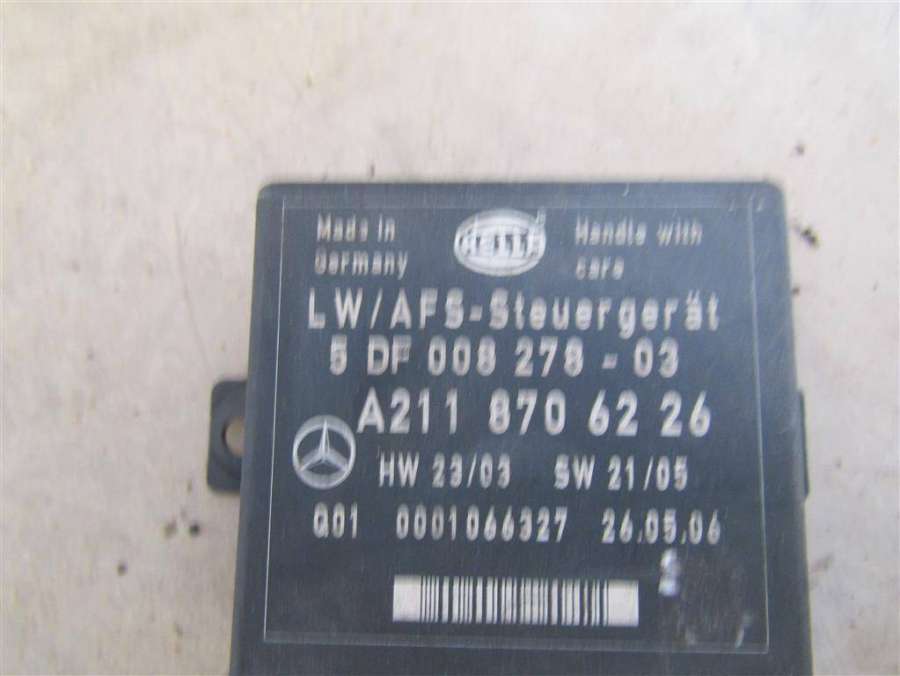 Made in
Germany
HELLA
Handle with
care
LW/AFS-Steuergerät
5 DF 008 278 - 03
A211 870 62 26
HW 23/03 SW 21/05
Q01 0001066327 26.05.06